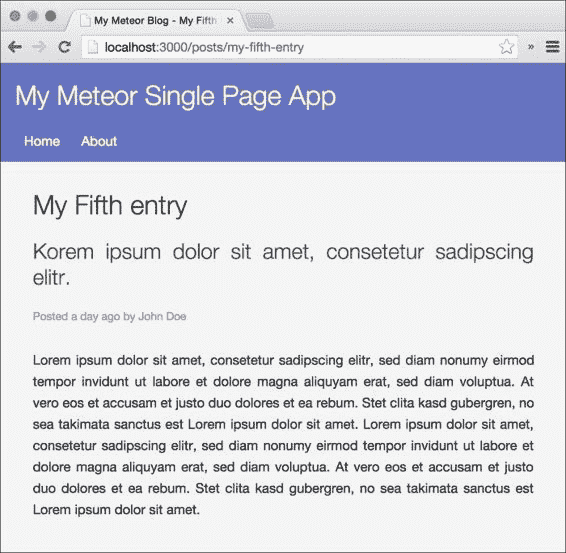 My Meteor Blog - My Fifth
localhost:3000/posts/my-fifth-entry
»
My Meteor Single Page App
Home About
My Fifth entry
Korem ipsum dolor sit amet, consetetur sadipscing
elitr.
Posted a day ago by John Doe
Lorem ipsum dolor sit amet, consetetur sadipscing elitr, sed diam nonumy eirmod
tempor invidunt ut labore et dolore magna aliquyam erat, sed diam voluptua. At
vero eos et accusam et justo duo dolores et ea rebum. Stet clita kasd gubergren, no
sea takimata sanctus est Lorem ipsum dolor sit amet. Lorem ipsum dolor sit amet,
consetetur sadipscing elitr, sed diam nonumy eirmod tempor invidunt ut labore et
dolore magna aliquyam erat, sed diam voluptua. At vero eos et accusam et justo
duo dolores et ea rebum. Stet clita kasd gubergren, no sea takimata sanctus est
Lorem ipsum dolor sit amet.